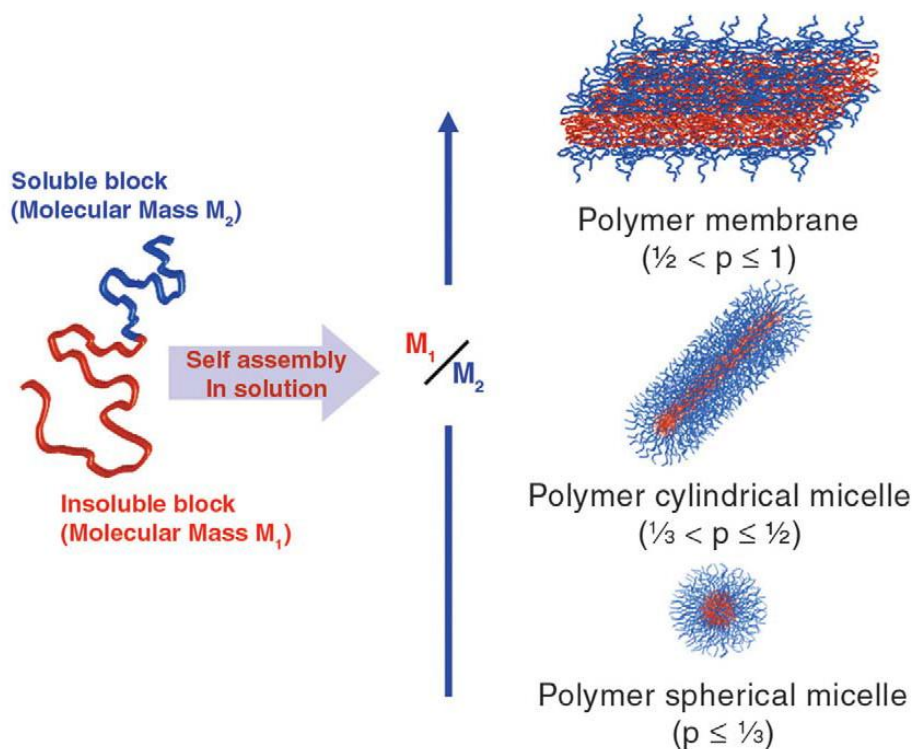 Soluble block
(Molecular Mass M₂)
Self assembly
In solution
Insoluble block
(Molecular Mass M₁)
M₁/M₂
Polymer membrane
(½ < p ≤ 1)
Polymer cylindrical micelle
(⅓ < p ≤ ½)
Polymer spherical micelle
(p ≤ ⅓)